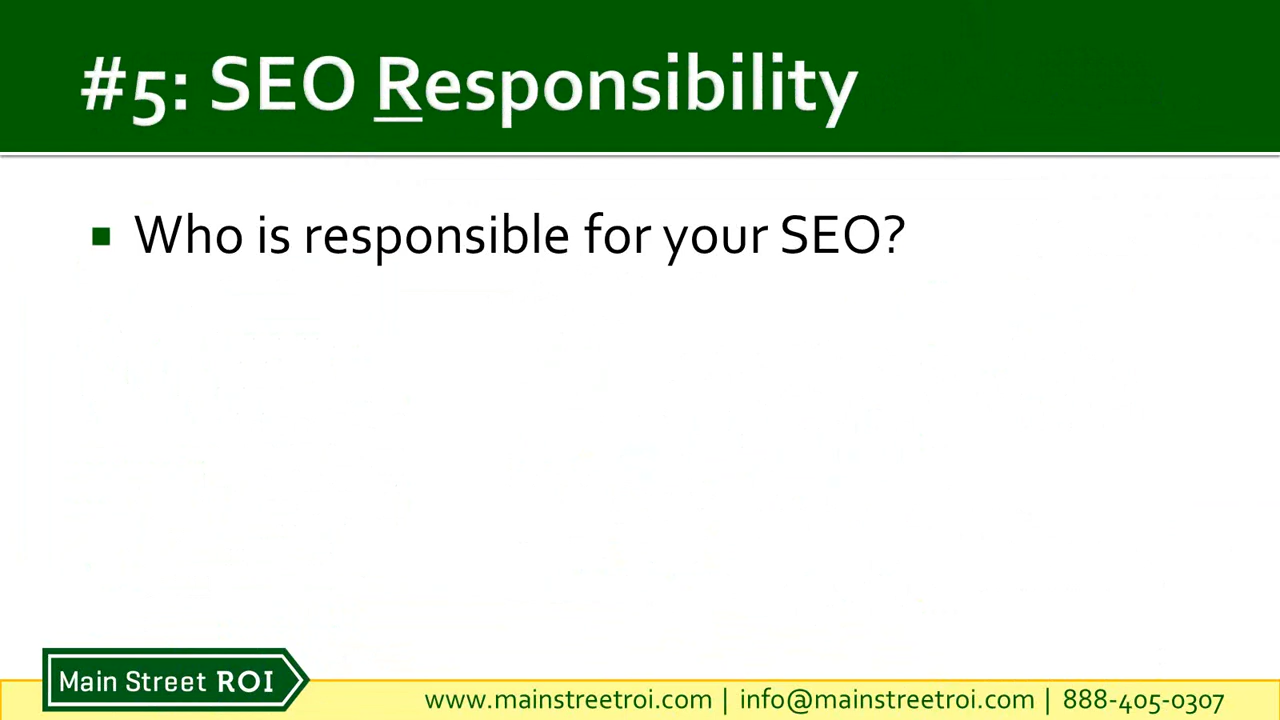 #5: SEO Responsibility
Who is responsible for your SEO?
Main Street ROI
www.mainstreetroi.com | info@mainstreetroi.com | 888-405-0307